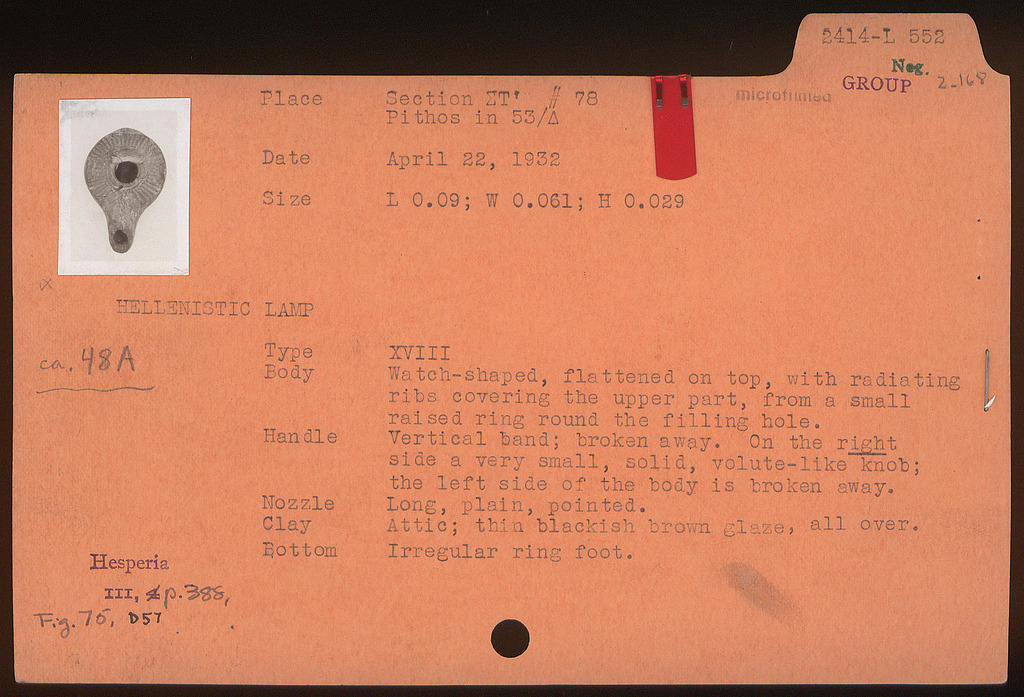 2414-L 552
Neg.
GROUP 2-168
microfilmed
Place Section ΣΤ' # 78
Pithos in 53/Δ
Date April 22, 1932
Size L 0.09; W 0.061; H 0.029
x
HELLENISTIC LAMP
ca. 48A
Type XVIII
Body Watch-shaped, flattened on top, with radiating
ribs covering the upper part, from a small
raised ring round the filling hole.
Handle Vertical band; broken away. On the right
side a very small, solid, volute-like knob;
the left side of the body is broken away.
Nozzle Long, plain, pointed.
Clay Attic; thin blackish brown glaze, all over.
Bottom Irregular ring foot.
Hesperia
III, p. 388,
Fig. 75, D57